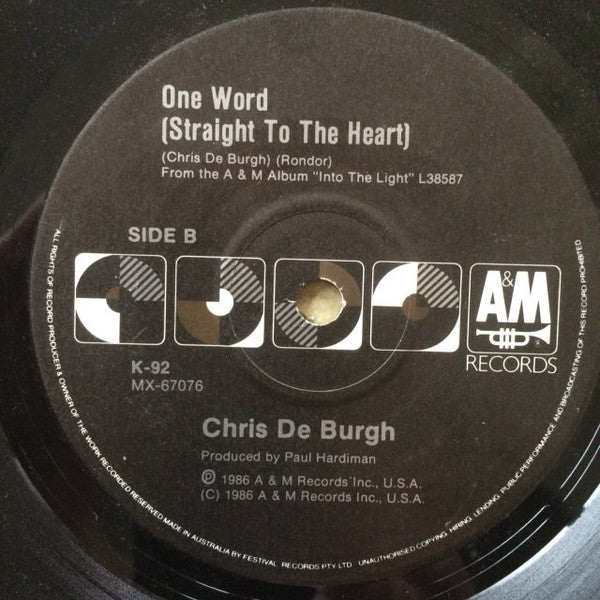 One Word
(Straight To The Heart)
(Chris De Burgh) (Rondor)
From the A & M Album "Into The Light" L38587
SIDE B
A&M
RECORDS
K-92
MX-67076
Chris De Burgh
Produced by Paul Hardiman
Ⓟ 1986 A & M Records Inc., U.S.A.
(C) 1986 A & M Records Inc., U.S.A.
ALL RIGHTS OF RECORD PRODUCER & OWNER OF THE WORK RECORDED RESERVED MADE IN AUSTRALIA BY FESTIVAL RECORDS PTY LTD. UNAUTHORISED COPYING, HIRING, LENDING, PUBLIC PERFORMANCE AND BROADCASTING OF THIS RECORD PROHIBITED